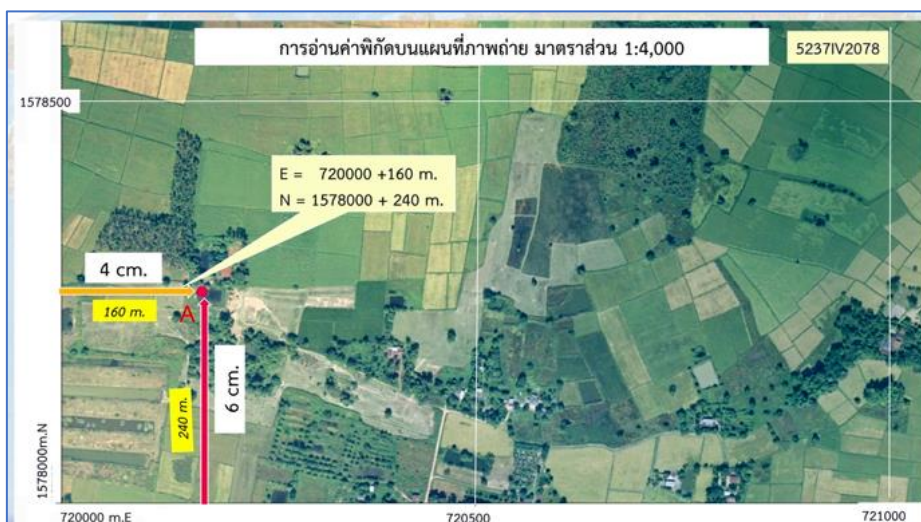 การอ่านค่าพิกัดบนแผนที่ภาพถ่าย มาตราส่วน 1:4,000
5237IV2078
1578500
E = 720000 +160 m.
N = 1578000 + 240 m.
4 cm.
160 m.
A
6 cm.
240 m.
1578000m.N
720000 m.E
720500
721000